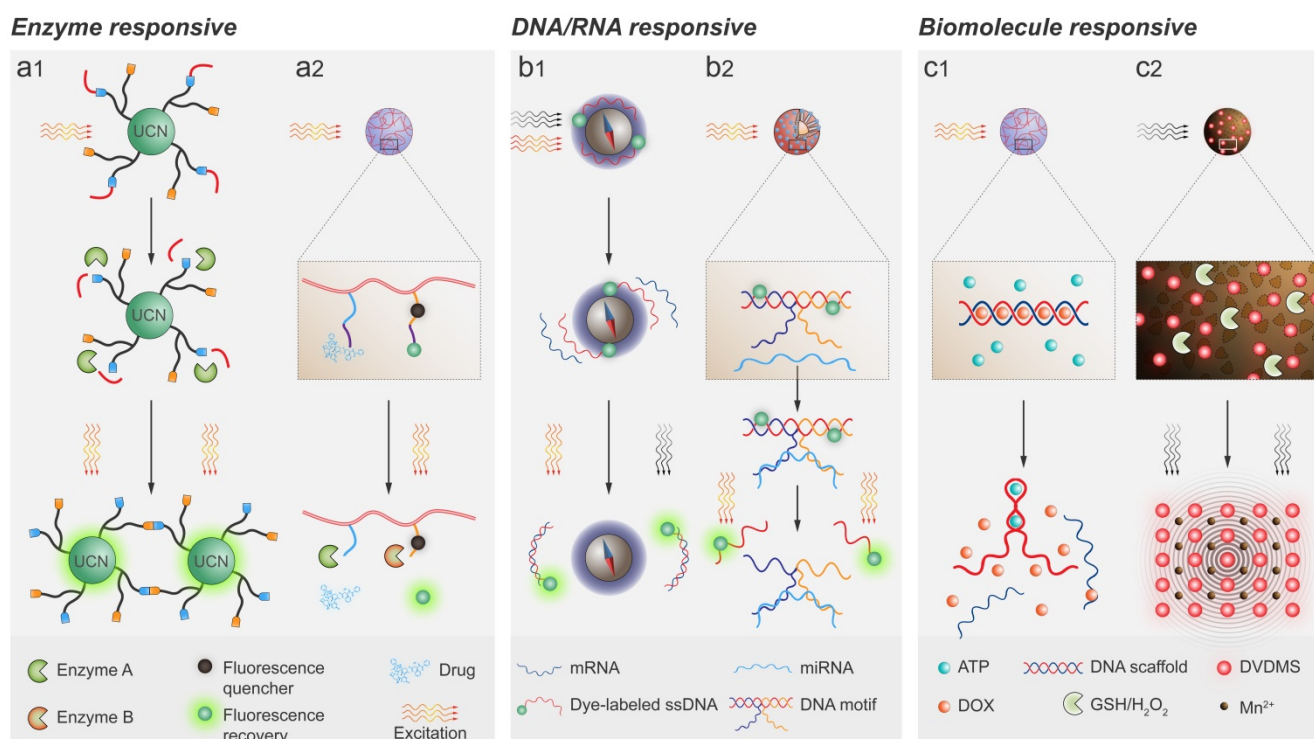 Enzyme responsive
DNA/RNA responsive
Biomolecule responsive
a1
a2
b1
b2
c1
c2
UCN
UCN
UCN
UCN
Enzyme A
Enzyme B
Fluorescence
quencher
Fluorescence
recovery
Drug
Excitation
mRNA
Dye-labeled ssDNA
miRNA
DNA motif
ATP
DOX
DNA scaffold
GSH/H₂O₂
DVDMS
Mn²⁺